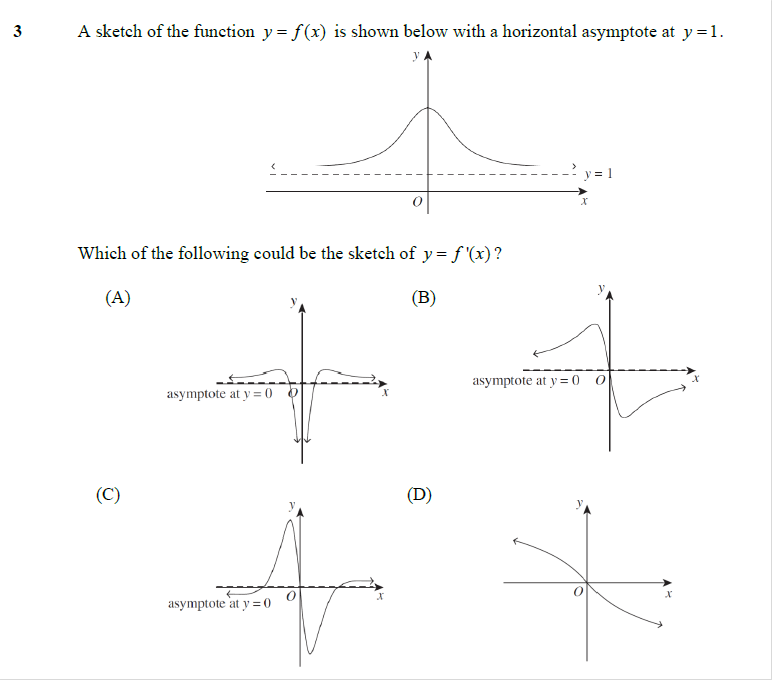 3 A sketch of the function y = f(x) is shown below with a horizontal asymptote at y = 1.
y
y = 1
O
x
Which of the following could be the sketch of y = f '(x) ?
(A)
y
asymptote at y = 0
O
x
(B)
y
asymptote at y = 0
O
x
(C)
y
asymptote at y = 0
O
x
(D)
y
O
x